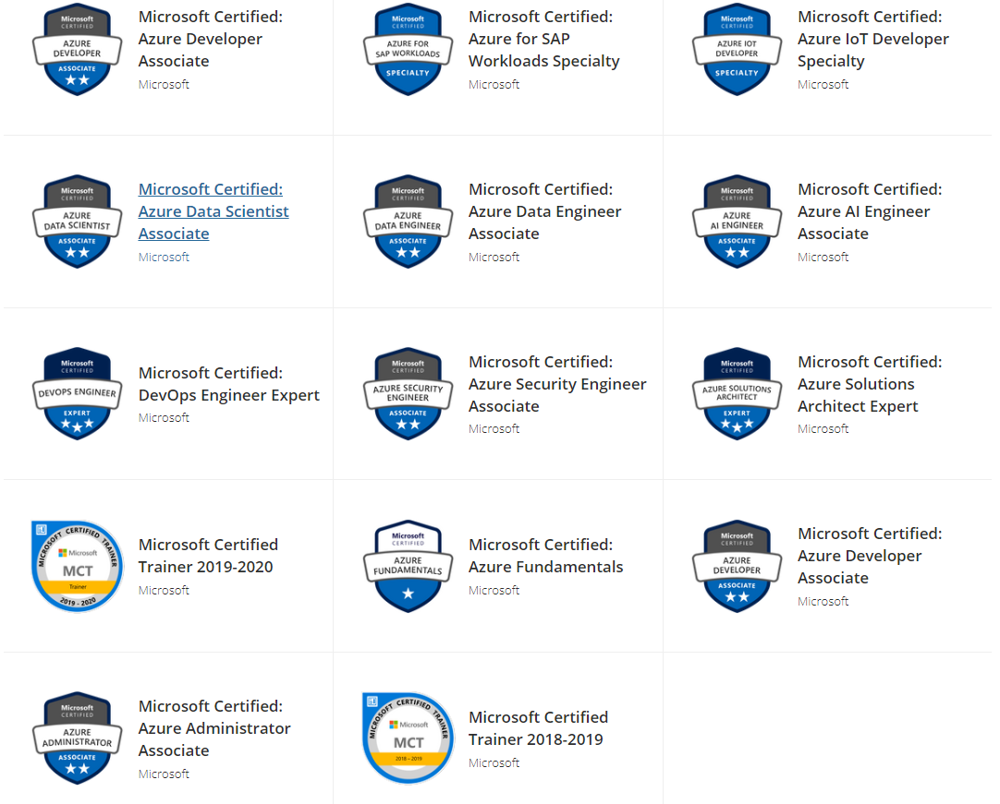 Microsoft
CERTIFIED
AZURE
DEVELOPER
ASSOCIATE
Microsoft Certified:
Azure Developer
Associate
Microsoft
Microsoft
CERTIFIED
AZURE FOR
SAP WORKLOADS
SPECIALTY
Microsoft Certified:
Azure for SAP
Workloads Specialty
Microsoft
Microsoft
CERTIFIED
AZURE IOT
DEVELOPER
SPECIALTY
Microsoft Certified:
Azure IoT Developer
Specialty
Microsoft
Microsoft
CERTIFIED
AZURE
DATA SCIENTIST
ASSOCIATE
Microsoft Certified:
Azure Data Scientist
Associate
Microsoft
Microsoft
CERTIFIED
AZURE
DATA ENGINEER
ASSOCIATE
Microsoft Certified:
Azure Data Engineer
Associate
Microsoft
Microsoft
CERTIFIED
AZURE
AI ENGINEER
ASSOCIATE
Microsoft Certified:
Azure AI Engineer
Associate
Microsoft
Microsoft
CERTIFIED
DEVOPS ENGINEER
EXPERT
Microsoft Certified:
DevOps Engineer Expert
Microsoft
Microsoft
CERTIFIED
AZURE SECURITY
ENGINEER
ASSOCIATE
Microsoft Certified:
Azure Security Engineer
Associate
Microsoft
Microsoft
CERTIFIED
AZURE SOLUTIONS
ARCHITECT
EXPERT
Microsoft Certified:
Azure Solutions
Architect Expert
Microsoft
MICROSOFT CERTIFIED TRAINER
Microsoft
MCT
Trainer
2019 - 2020
Microsoft Certified
Trainer 2019-2020
Microsoft
Microsoft
CERTIFIED
AZURE
FUNDAMENTALS
Microsoft Certified:
Azure Fundamentals
Microsoft
Microsoft
CERTIFIED
AZURE
DEVELOPER
ASSOCIATE
Microsoft Certified:
Azure Developer
Associate
Microsoft
Microsoft
CERTIFIED
AZURE
ADMINISTRATOR
ASSOCIATE
Microsoft Certified:
Azure Administrator
Associate
Microsoft
MICROSOFT CERTIFIED TRAINER
Microsoft
MCT
2018 – 2019
Microsoft Certified
Trainer 2018-2019
Microsoft